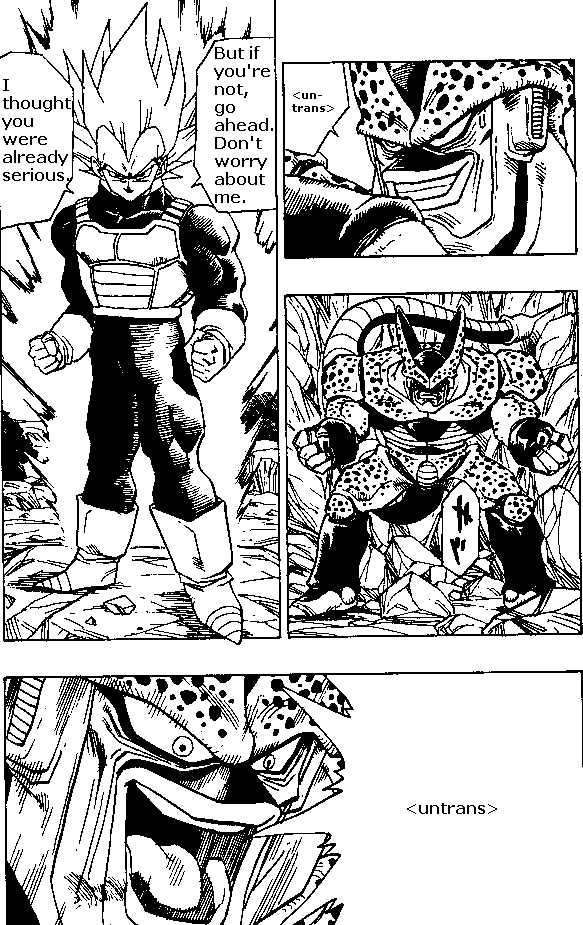 I
thought
you
were
already
serious.
But if
you're
not,
go
ahead.
Don't
worry
about
me.
<un-
trans>
<untrans>